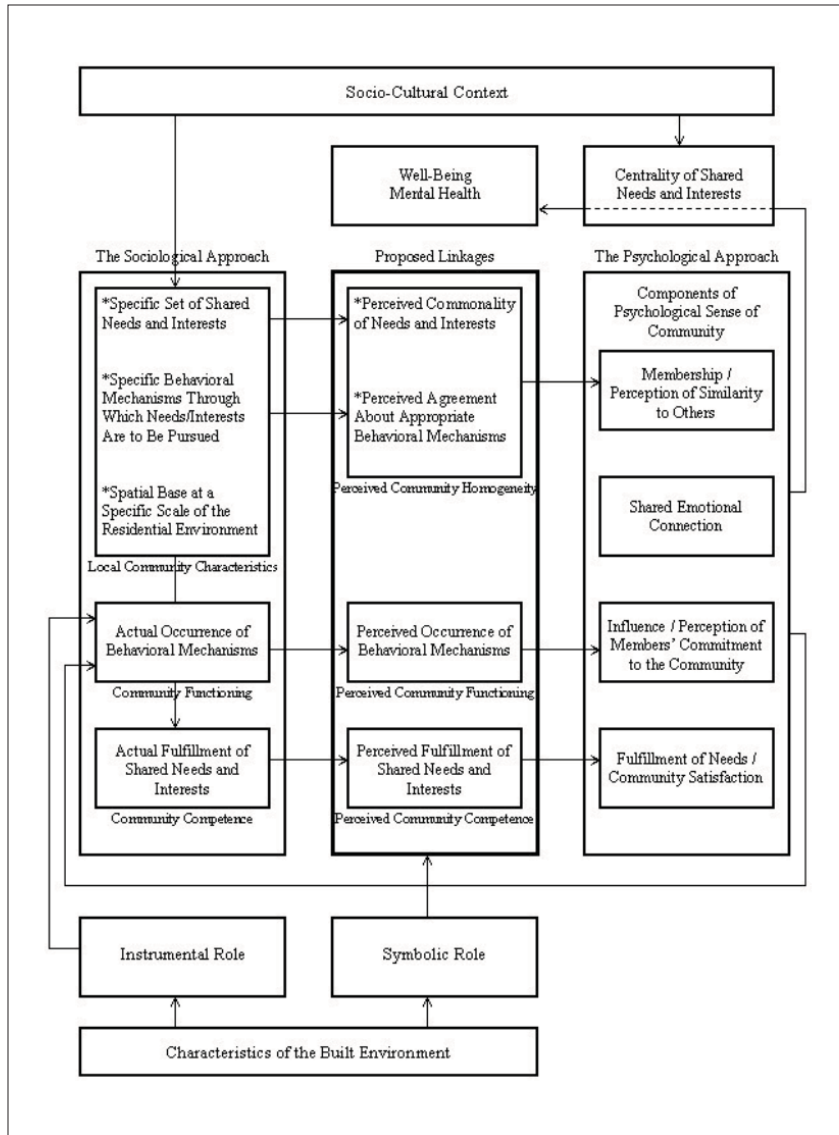 Socio-Cultural Context
Well-Being
Mental Health
Centrality of Shared
Needs and Interests
The Sociological Approach
Proposed Linkages
The Psychological Approach
*Specific Set of Shared
Needs and Interests
*Specific Behavioral
Mechanisms Through
Which Needs/Interests
Are to be Pursued
*Spatial Base at a
Specific Scale of the
Residential Environment
Local Community Characteristics
*Perceived Commonality
of Needs and Interests
*Perceived Agreement
About Appropriate
Behavioral Mechanisms
Perceived Community Homogeneity
Components of
Psychological Sense of
Community
Membership /
Perception of Similarity
to Others
Shared Emotional
Connection
Actual Occurrence of
Behavioral Mechanisms
Community Functioning
Perceived Occurrence of
Behavioral Mechanisms
Perceived Community Functioning
Influence / Perception of
Members' Commitment
to the Community
Actual Fulfillment of
Shared Needs and
Interests
Community Competence
Perceived Fulfillment of
Shared Needs and
Interests
Perceived Community Competence
Fulfillment of Needs /
Community Satisfaction
Instrumental Role
Symbolic Role
Characteristics of the Built Environment